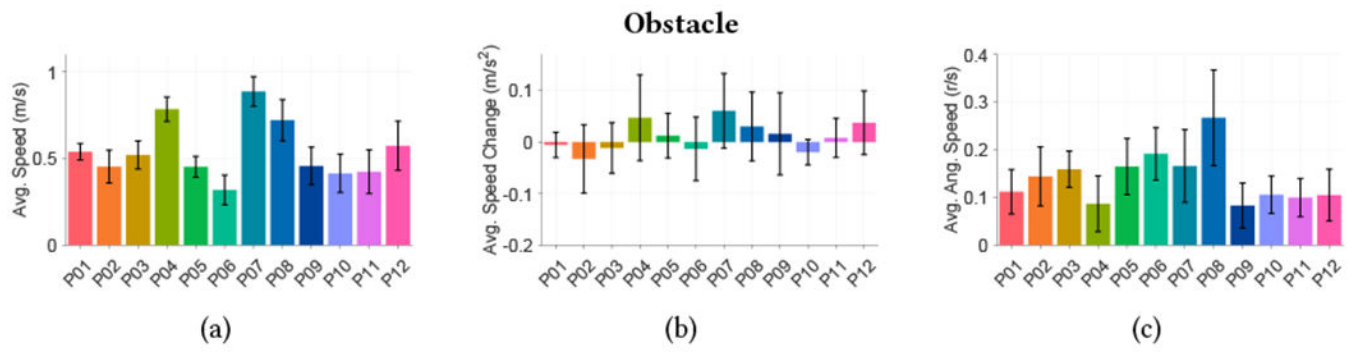 Obstacle
Avg. Speed (m/s)
1
0.5
0
P01 P02 P03 P04 P05 P06 P07 P08 P09 P10 P11 P12
(a)
Avg. Speed Change (m/s²)
0.1
0
-0.1
-0.2
P01 P02 P03 P04 P05 P06 P07 P08 P09 P10 P11 P12
(b)
Avg. Ang. Speed (r/s)
0.4
0.3
0.2
0.1
0
P01 P02 P03 P04 P05 P06 P07 P08 P09 P10 P11 P12
(c)